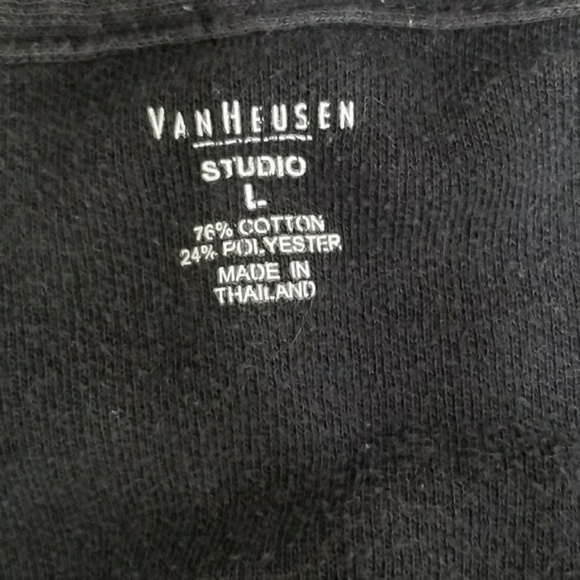 VANHEUSEN
STUDIO
L
76% COTTON
24% POLYESTER
MADE IN
THAILAND